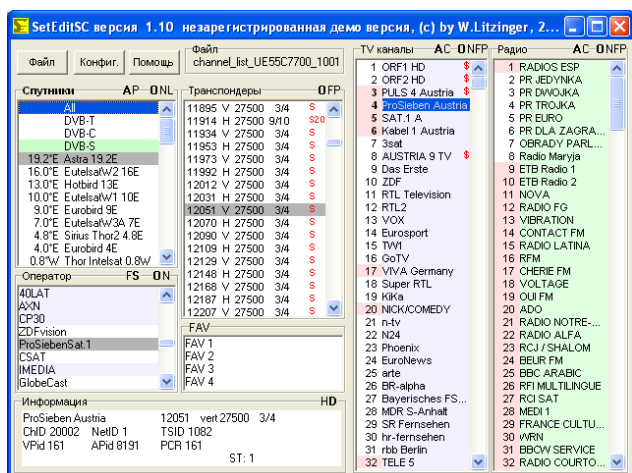 SetEditSC версия 1.10 незарегистрированная демо версия, (c) by W.Litzinger, 2...
Файл Конфиг. Помощь
Файл
channel_list_UE55C7700_1001
Спутники AP ONL
All
DVB-T
DVB-C
DVB-S
19.2°E Astra 19.2E
16.0°E EutelsatW2 16E
13.0°E Hotbird 13E
10.0°E EutelsatW1 10E
9.0°E Eurobird 9E
7.0°E EutelsatW3A 7E
4.8°E Sirius Thor2 4.8E
4.0°E Eurobird 4E
0.8°W Thor Intelsat 0.8W
Оператор FS ON
40LAT
AXN
CP30
ZDFvision
ProSiebenSat.1
CSAT
IMEDIA
GlobeCast
Транспондеры OFP
11895 V 27500 3/4 S
11914 H 27500 9/10 S20
11934 V 27500 3/4 S
11953 H 27500 3/4 S
11973 V 27500 3/4 S
11992 H 27500 3/4 S
12012 V 27500 3/4 S
12031 H 27500 3/4 S
12051 V 27500 3/4 S
12070 H 27500 3/4 S
12090 V 27500 3/4 S
12109 H 27500 3/4 S
12129 V 27500 3/4 S
12148 H 27500 3/4 S
12168 V 27500 3/4 S
12187 H 27500 3/4 S
12207 V 27500 3/4 S
FAV
FAV 1
FAV 2
FAV 3
FAV 4
Информация HD
ProSieben Austria 12051 vert 27500 3/4
ChID 20002 NetID 1 TSID 1082
VPid 161 APid 8191 PCR 161
ST: 1
TV каналы AC ONFP
1 ORF1 HD $
2 ORF2 HD $
3 PULS 4 Austria $
4 ProSieben Austria
5 SAT.1 A
6 Kabel 1 Austria
7 3sat
8 AUSTRIA 9 TV $
9 Das Erste
10 ZDF
11 RTL Television
12 RTL2
13 VOX
14 Eurosport
15 TW1
16 GoTV
17 VIVA Germany
18 Super RTL
19 KiKa
20 NICK/COMEDY
21 n-tv
22 N24
23 Phoenix
24 EuroNews
25 arte
26 BR-alpha
27 Bayerisches FS...
28 MDR S-Anhalt
29 SR Fernsehen
30 hr-fernsehen
31 rbb Berlin
32 TELE 5
Радио AC ONFP
1 RADIOS ESP
2 PR JEDYNKA
3 PR DWOJKA
4 PR TROJKA
5 PR EURO
6 PR DLA ZAGRA...
7 OBRADY PARL...
8 Radio Maryja
9 ETB Radio 1
10 ETB Radio 2
11 NOVA
12 RADIO FG
13 VIBRATION
14 CONTACT FM
15 RADIO LATINA
16 RFM
17 CHERIE FM
18 VOLTAGE
19 OUI FM
20 ADO
21 RADIO NOTRE-...
22 RADIO ALFA
23 RCJ / SHALOM
24 BEUR FM
25 BBC ARABIC
26 RFI MULTILINGUE
27 RCI SAT
28 MEDI 1
29 FRANCE CULTU...
30 WRN
31 BBCW SERVICE
32 RADIO COURTO...